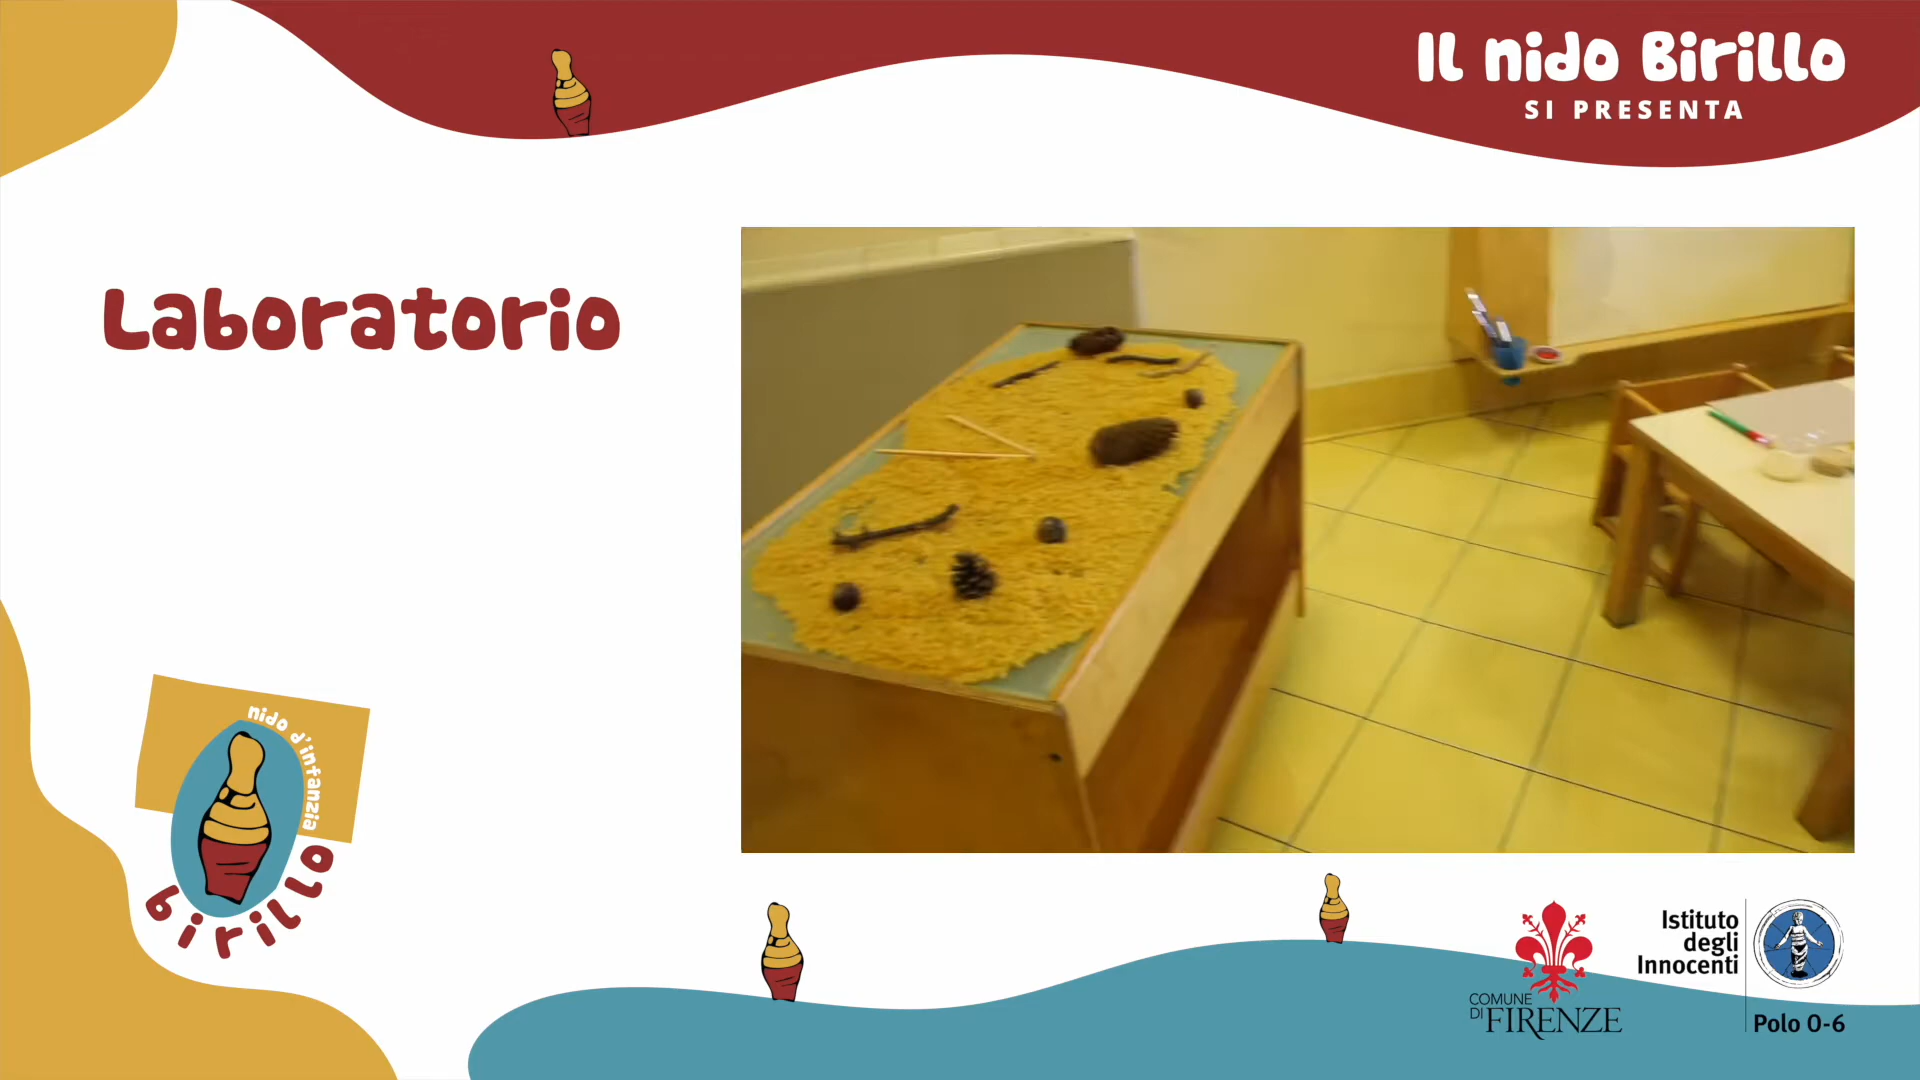 Il nido Birillo
SI PRESENTA
Laboratorio
nido d'infanzia
birillo
COMUNE
DI FIRENZE
Istituto
degli
Innocenti
Polo 0-6